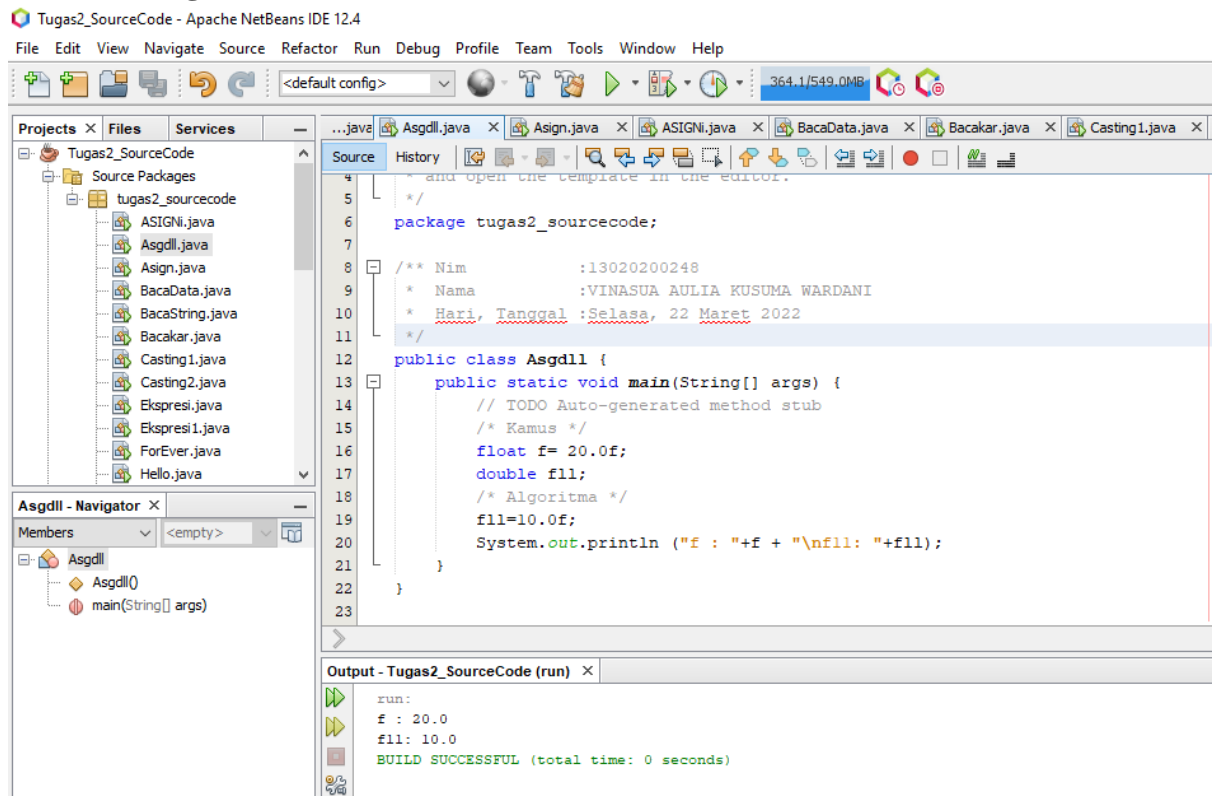 Tugas2_SourceCode - Apache NetBeans IDE 12.4
File Edit View Navigate Source Refactor Run Debug Profile Team Tools Window Help
<default config>
364.1/549.0MB
Projects Files Services
...java Asgdll.java Asign.java ASIGNi.java BacaData.java Bacakar.java Casting1.java
Source History
Tugas2_SourceCode
Source Packages
tugas2_sourcecode
ASIGNi.java
Asgdll.java
Asign.java
BacaData.java
BacaString.java
Bacakar.java
Casting1.java
Casting2.java
Ekspresi.java
Ekspresi1.java
ForEver.java
Hello.java
Asgdll - Navigator
Members <empty>
Asgdll
Asgdll()
main(String[] args)
4 * and open the template in the editor.
5 */
6 package tugas2_sourcecode;
7
8 /** Nim :13020200248
9 * Nama :VINASUA AULIA KUSUMA WARDANI
10 * Hari, Tanggal :Selasa, 22 Maret 2022
11 */
12 public class Asgdll {
13 public static void main(String[] args) {
14 // TODO Auto-generated method stub
15 /* Kamus */
16 float f= 20.0f;
17 double fll;
18 /* Algoritma */
19 fll=10.0f;
20 System.out.println ("f : "+f + "\nfll: "+fll);
21 }
22 }
23
Output - Tugas2_SourceCode (run)
run:
f : 20.0
fll: 10.0
BUILD SUCCESSFUL (total time: 0 seconds)